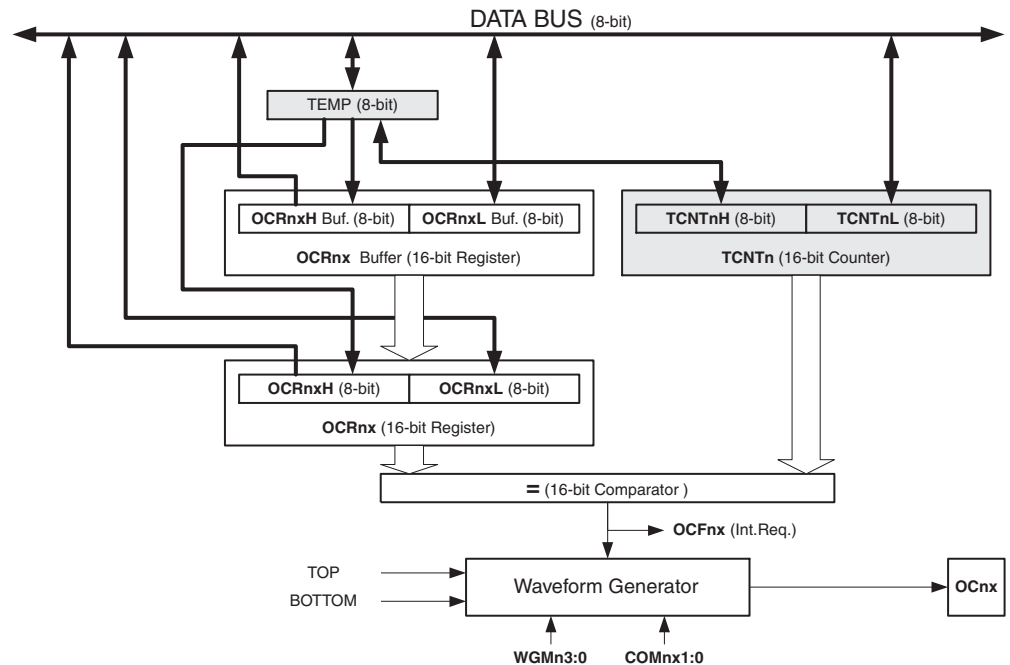 DATA BUS (8-bit)
TEMP (8-bit)
OCRnxH Buf. (8-bit) OCRnxL Buf. (8-bit)
OCRnx Buffer (16-bit Register)
TCNTnH (8-bit) TCNTnL (8-bit)
TCNTn (16-bit Counter)
OCRnxH (8-bit) OCRnxL (8-bit)
OCRnx (16-bit Register)
= (16-bit Comparator )
OCFnx (Int.Req.)
TOP
BOTTOM
Waveform Generator
OCnx
WGMn3:0 COMnx1:0